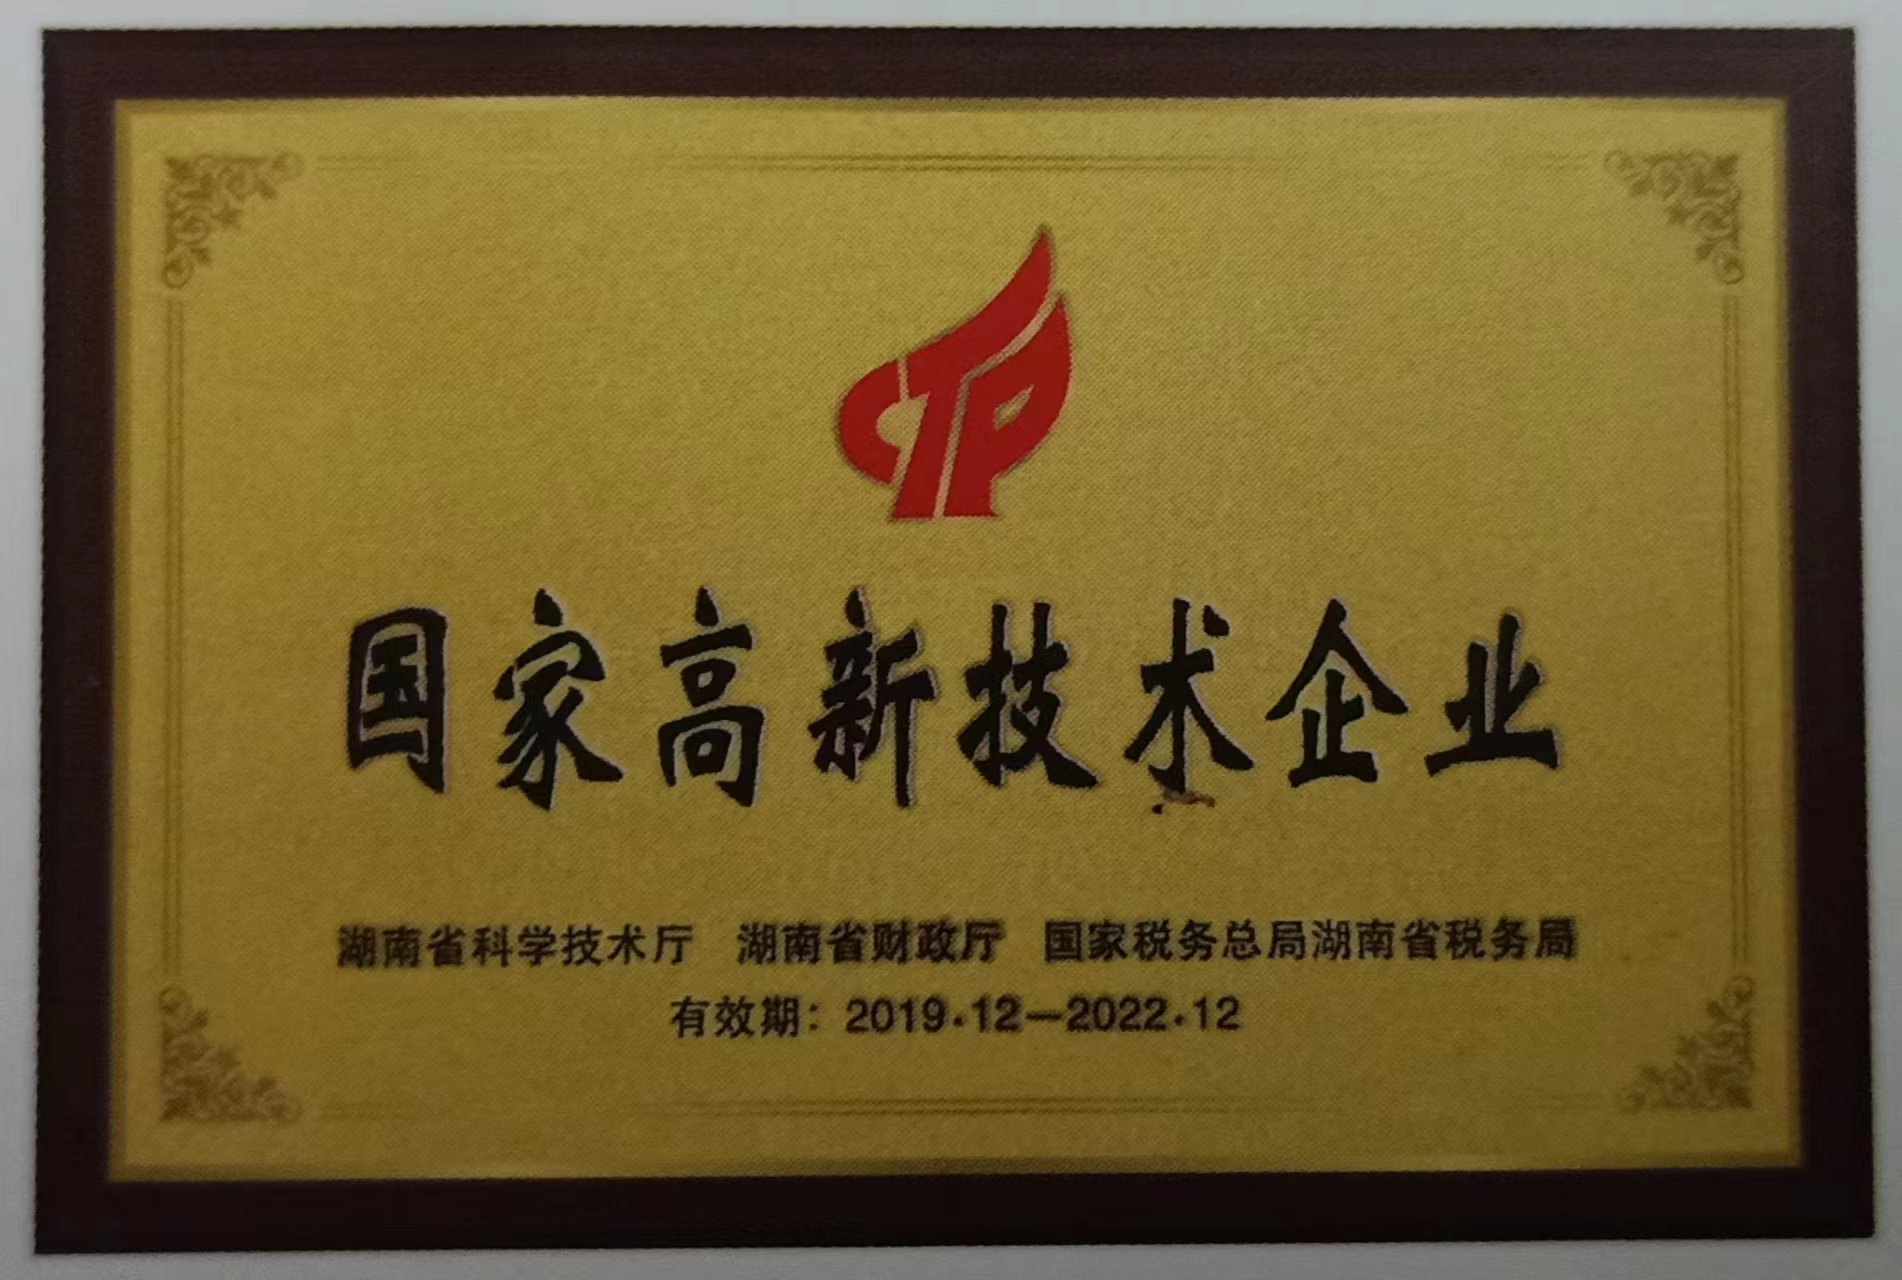 CTP
国家高新技术企业
湖南省科学技术厅 湖南省财政厅 国家税务总局湖南省税务局
有效期：2019.12—2022.12